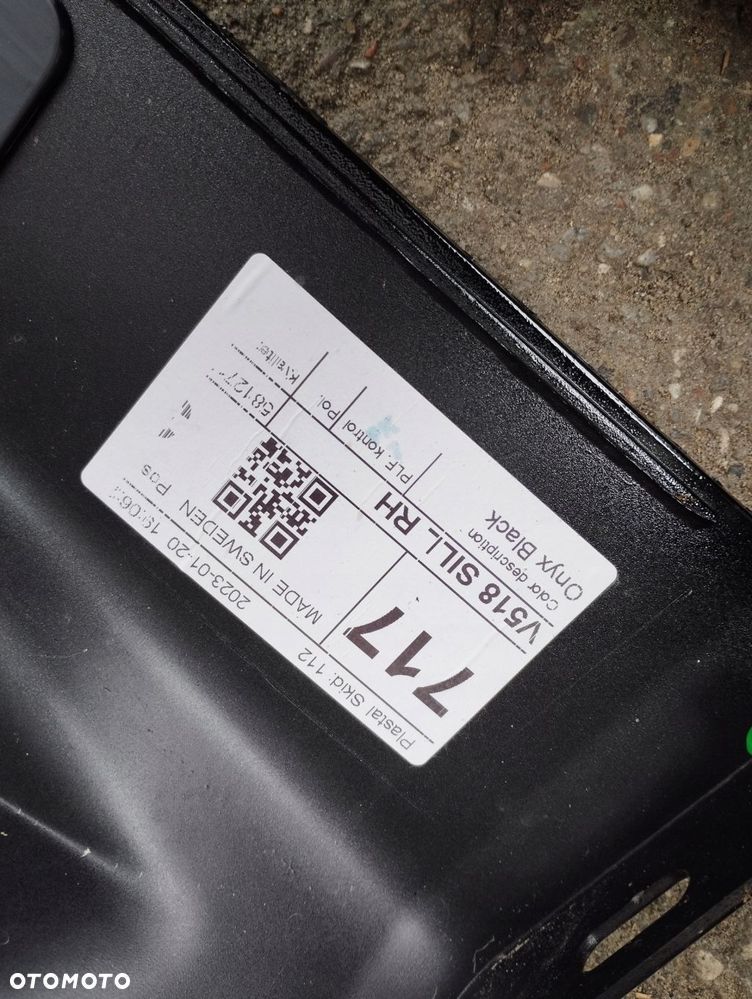 Plastal Skid: 112
2023-01-20
717
MADE IN SWEDEN Pos
V518 SILL RH
Color description
Onyx Black
PLF. kontrol
Pol.
Kvalitet
OTOMOTO